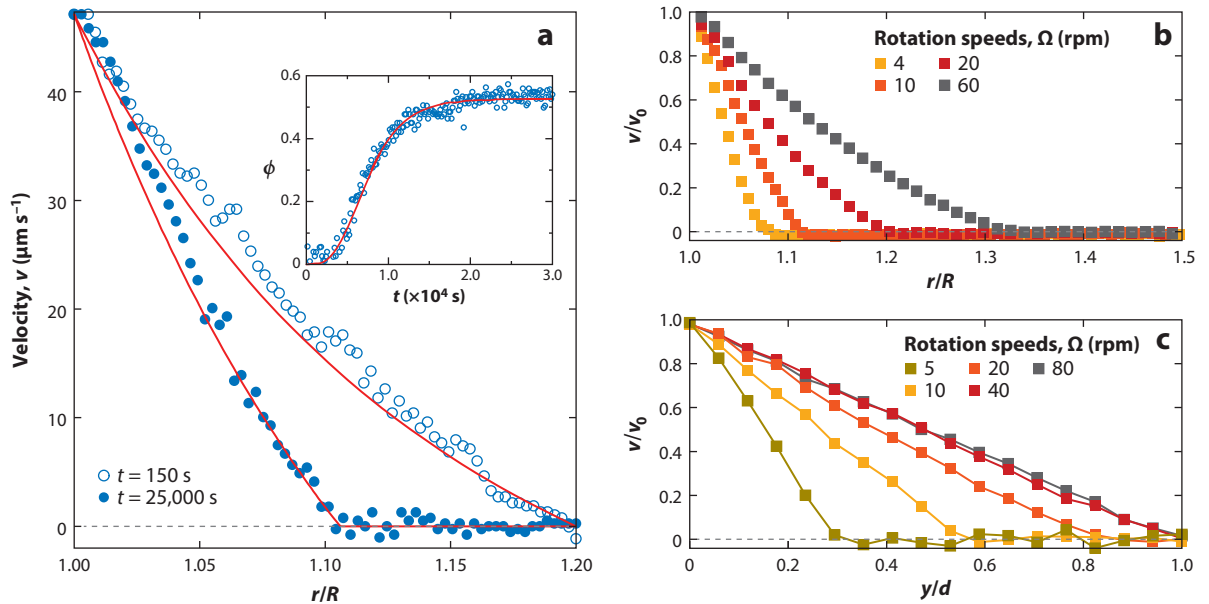 a
Velocity, v (μm s⁻¹)
40
30
20
10
0
1.00
1.05
1.10
1.15
1.20
r/R
t = 150 s
t = 25,000 s
ϕ
0.6
0.4
0.2
0
0
0.5
1.0
1.5
2.0
3.0
t (×10⁴ s)
b
Rotation speeds, Ω (rpm)
4 20
10 60
v/v₀
1.0
0.8
0.6
0.4
0.2
0
1.0
1.1
1.2
1.3
1.4
1.5
r/R
c
Rotation speeds, Ω (rpm)
5 20 80
10 40
v/v₀
1.0
0.8
0.6
0.4
0.2
0
0
0.2
0.4
0.6
0.8
1.0
y/d